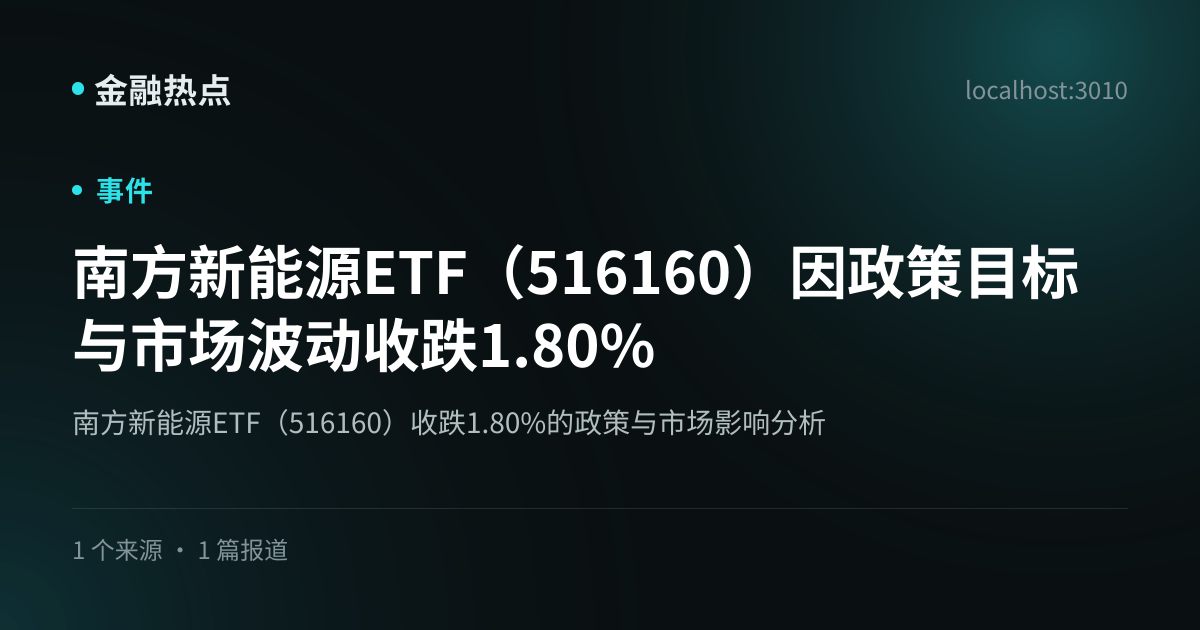 金融热点
localhost:3010
事件
南方新能源ETF（516160）因政策目标
与市场波动收跌1.80%
南方新能源ETF（516160）收跌1.80%的政策与市场影响分析
1 个来源 · 1 篇报道